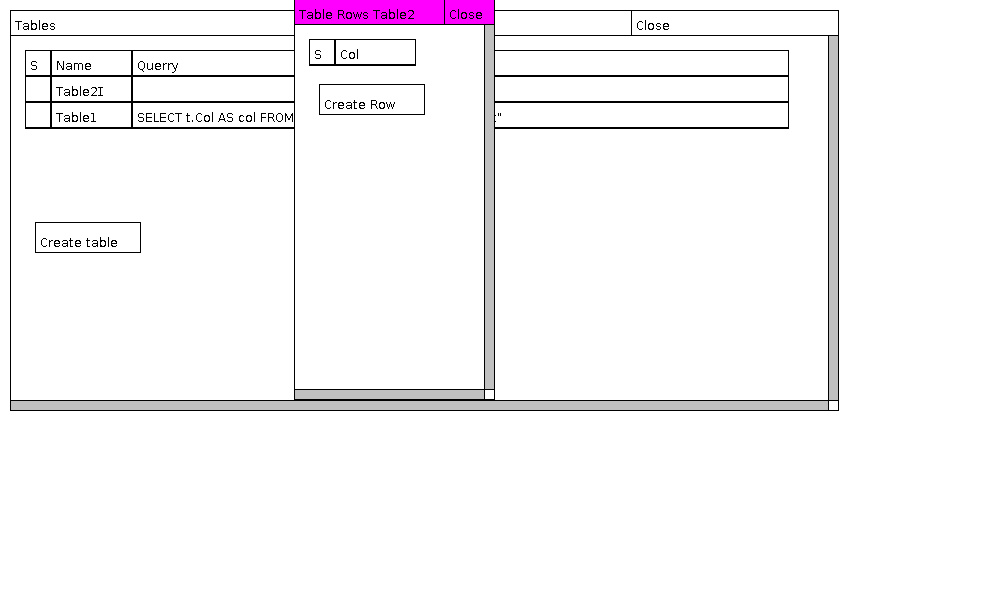 Tables
Table Rows Table2 Close
Close
S Name Querry
S Col
Table2I
Create Row
Table1 SELECT t.Col AS col FROM "
Create table